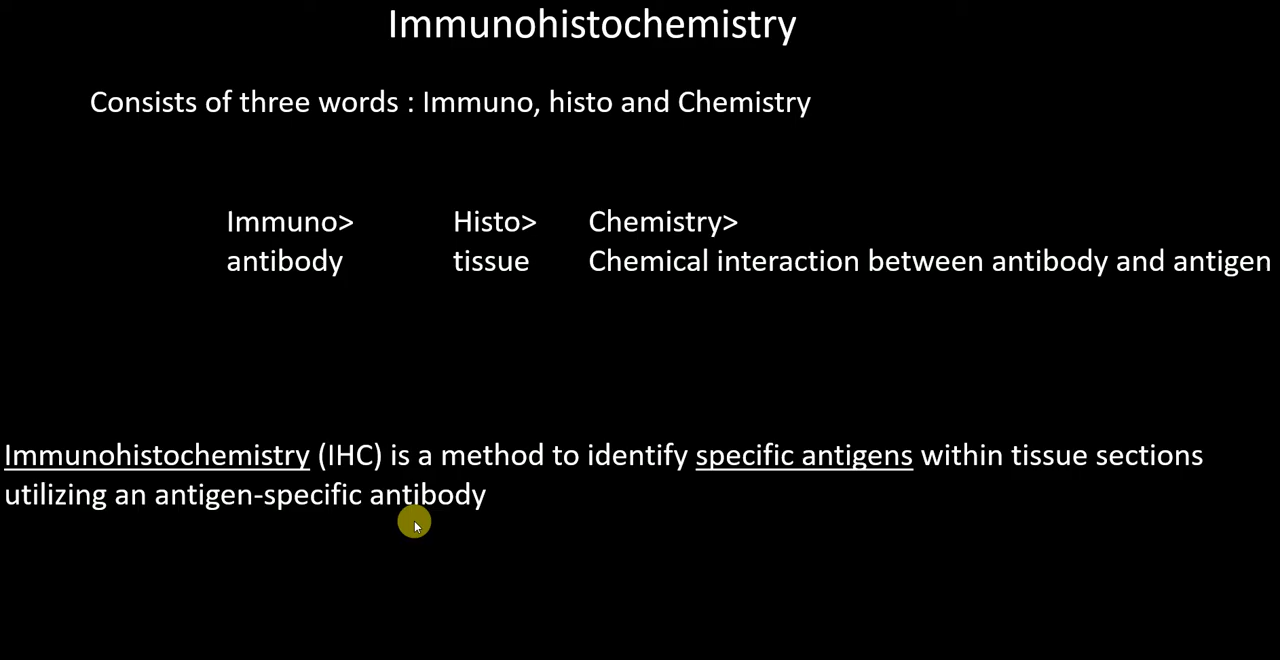 Immunohistochemistry
Consists of three words : Immuno, histo and Chemistry
Immuno> Histo> Chemistry>
antibody tissue Chemical interaction between antibody and antigen
Immunohistochemistry (IHC) is a method to identify specific antigens within tissue sections
utilizing an antigen-specific antibody